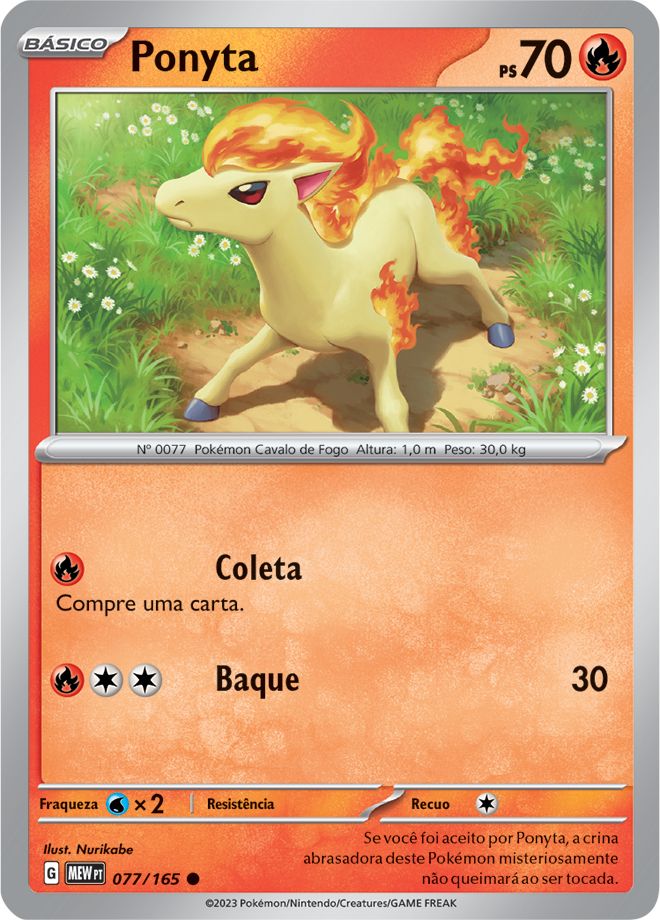 BÁSICO Ponyta PS70
Nº 0077 Pokémon Cavalo de Fogo Altura: 1,0 m Peso: 30,0 kg
Coleta
Compre uma carta.
Baque 30
Fraqueza ×2 Resistência Recuo
Ilust. Nurikabe
G MEW PT 077/165
Se você foi aceito por Ponyta, a crina
abrasadora deste Pokémon misteriosamente
não queimará ao ser tocada.
©2023 Pokémon/Nintendo/Creatures/GAME FREAK